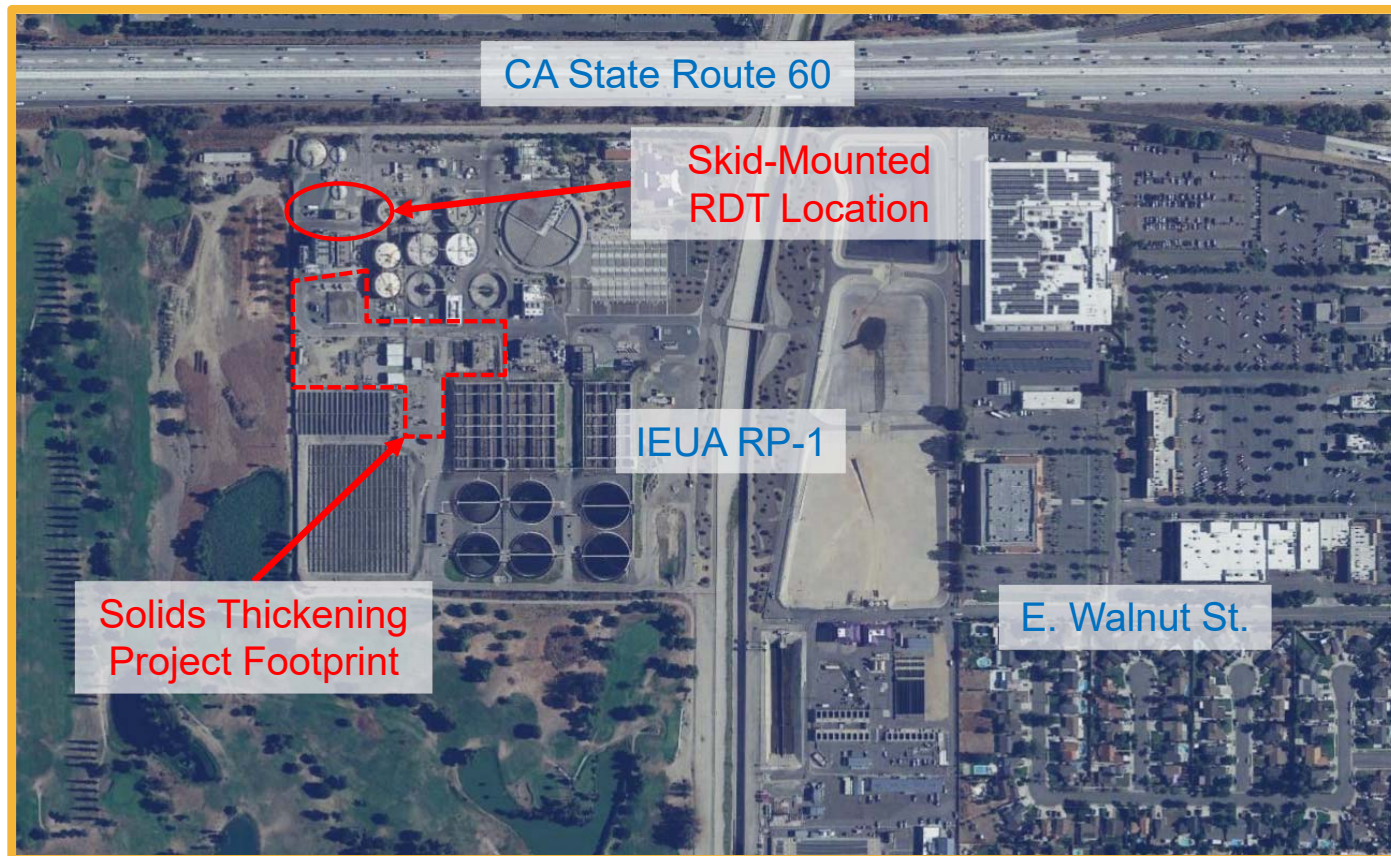 CA State Route 60
Skid-Mounted
RDT Location
IEUA RP-1
Solids Thickening
Project Footprint
E. Walnut St.